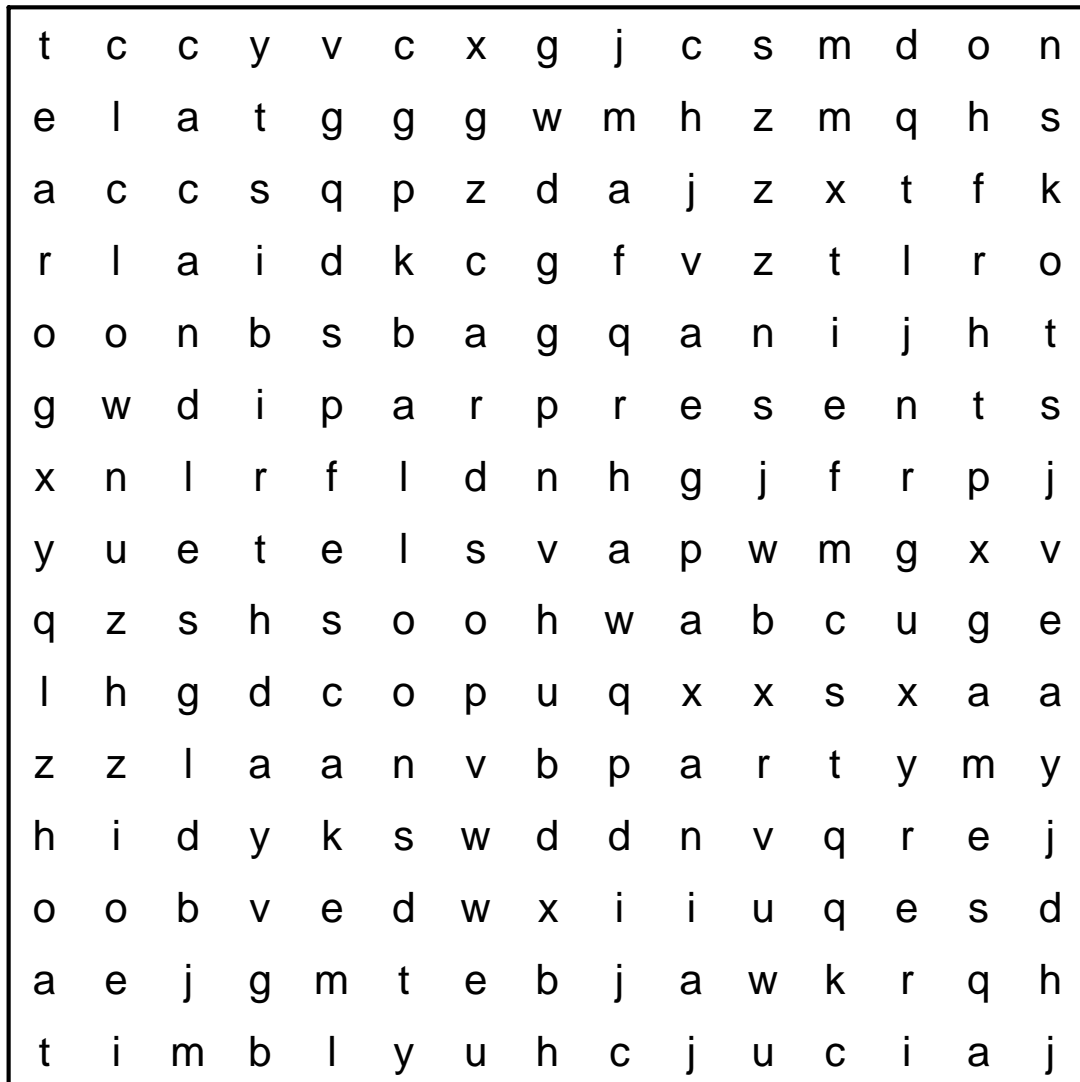 t c c y v c x g j c s m d o n
e l a t g g g w m h z m q h s
a c c s q p z d a j z x t f k
r l a i d k c g f v z t l r o
o o n b s b a g q a n i j h t
g w d i p a r p r e s e n t s
x n l r f l d n h g j f r p j
y u e t e l s v a p w m g x v
q z s h s o o h w a b c u g e
l h g d c o p u q x x s x a a
z z l a a n v b p a r t y m y
h i d y k s w d d n v q r e j
o o b v e d w x i i u q e s d
a e j g m t e b j a w k r q h
t i m b l y u h c j u c i a j